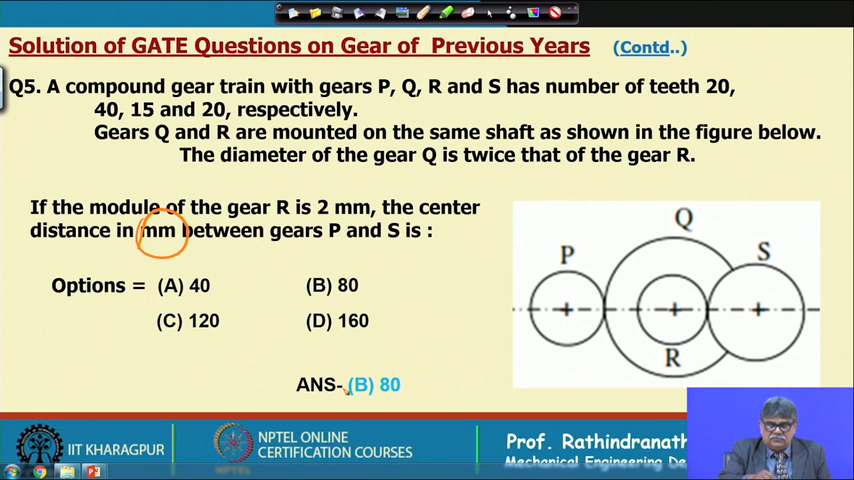 Solution of GATE Questions on Gear of Previous Years (Contd..)
Q5. A compound gear train with gears P, Q, R and S has number of teeth 20,
40, 15 and 20, respectively.
Gears Q and R are mounted on the same shaft as shown in the figure below.
The diameter of the gear Q is twice that of the gear R.
If the module of the gear R is 2 mm, the center
distance in mm between gears P and S is :
Options = (A) 40 (B) 80
(C) 120 (D) 160
ANS- (B) 80
Q
P
S
R
IIT KHARAGPUR
NPTEL ONLINE
CERTIFICATION COURSES
Prof. Rathindranath
Mechanical Engineering De